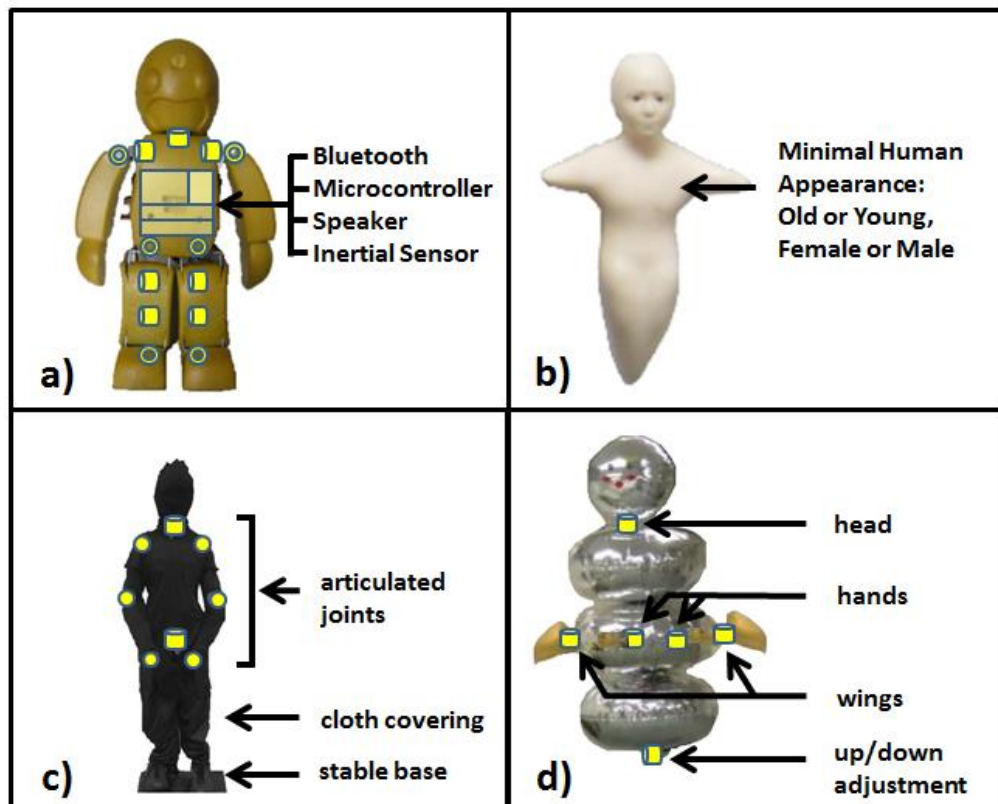 Bluetooth
Microcontroller
Speaker
Inertial Sensor
a)
Minimal Human
Appearance:
Old or Young,
Female or Male
b)
articulated
joints
cloth covering
stable base
c)
head
hands
wings
up/down
adjustment
d)